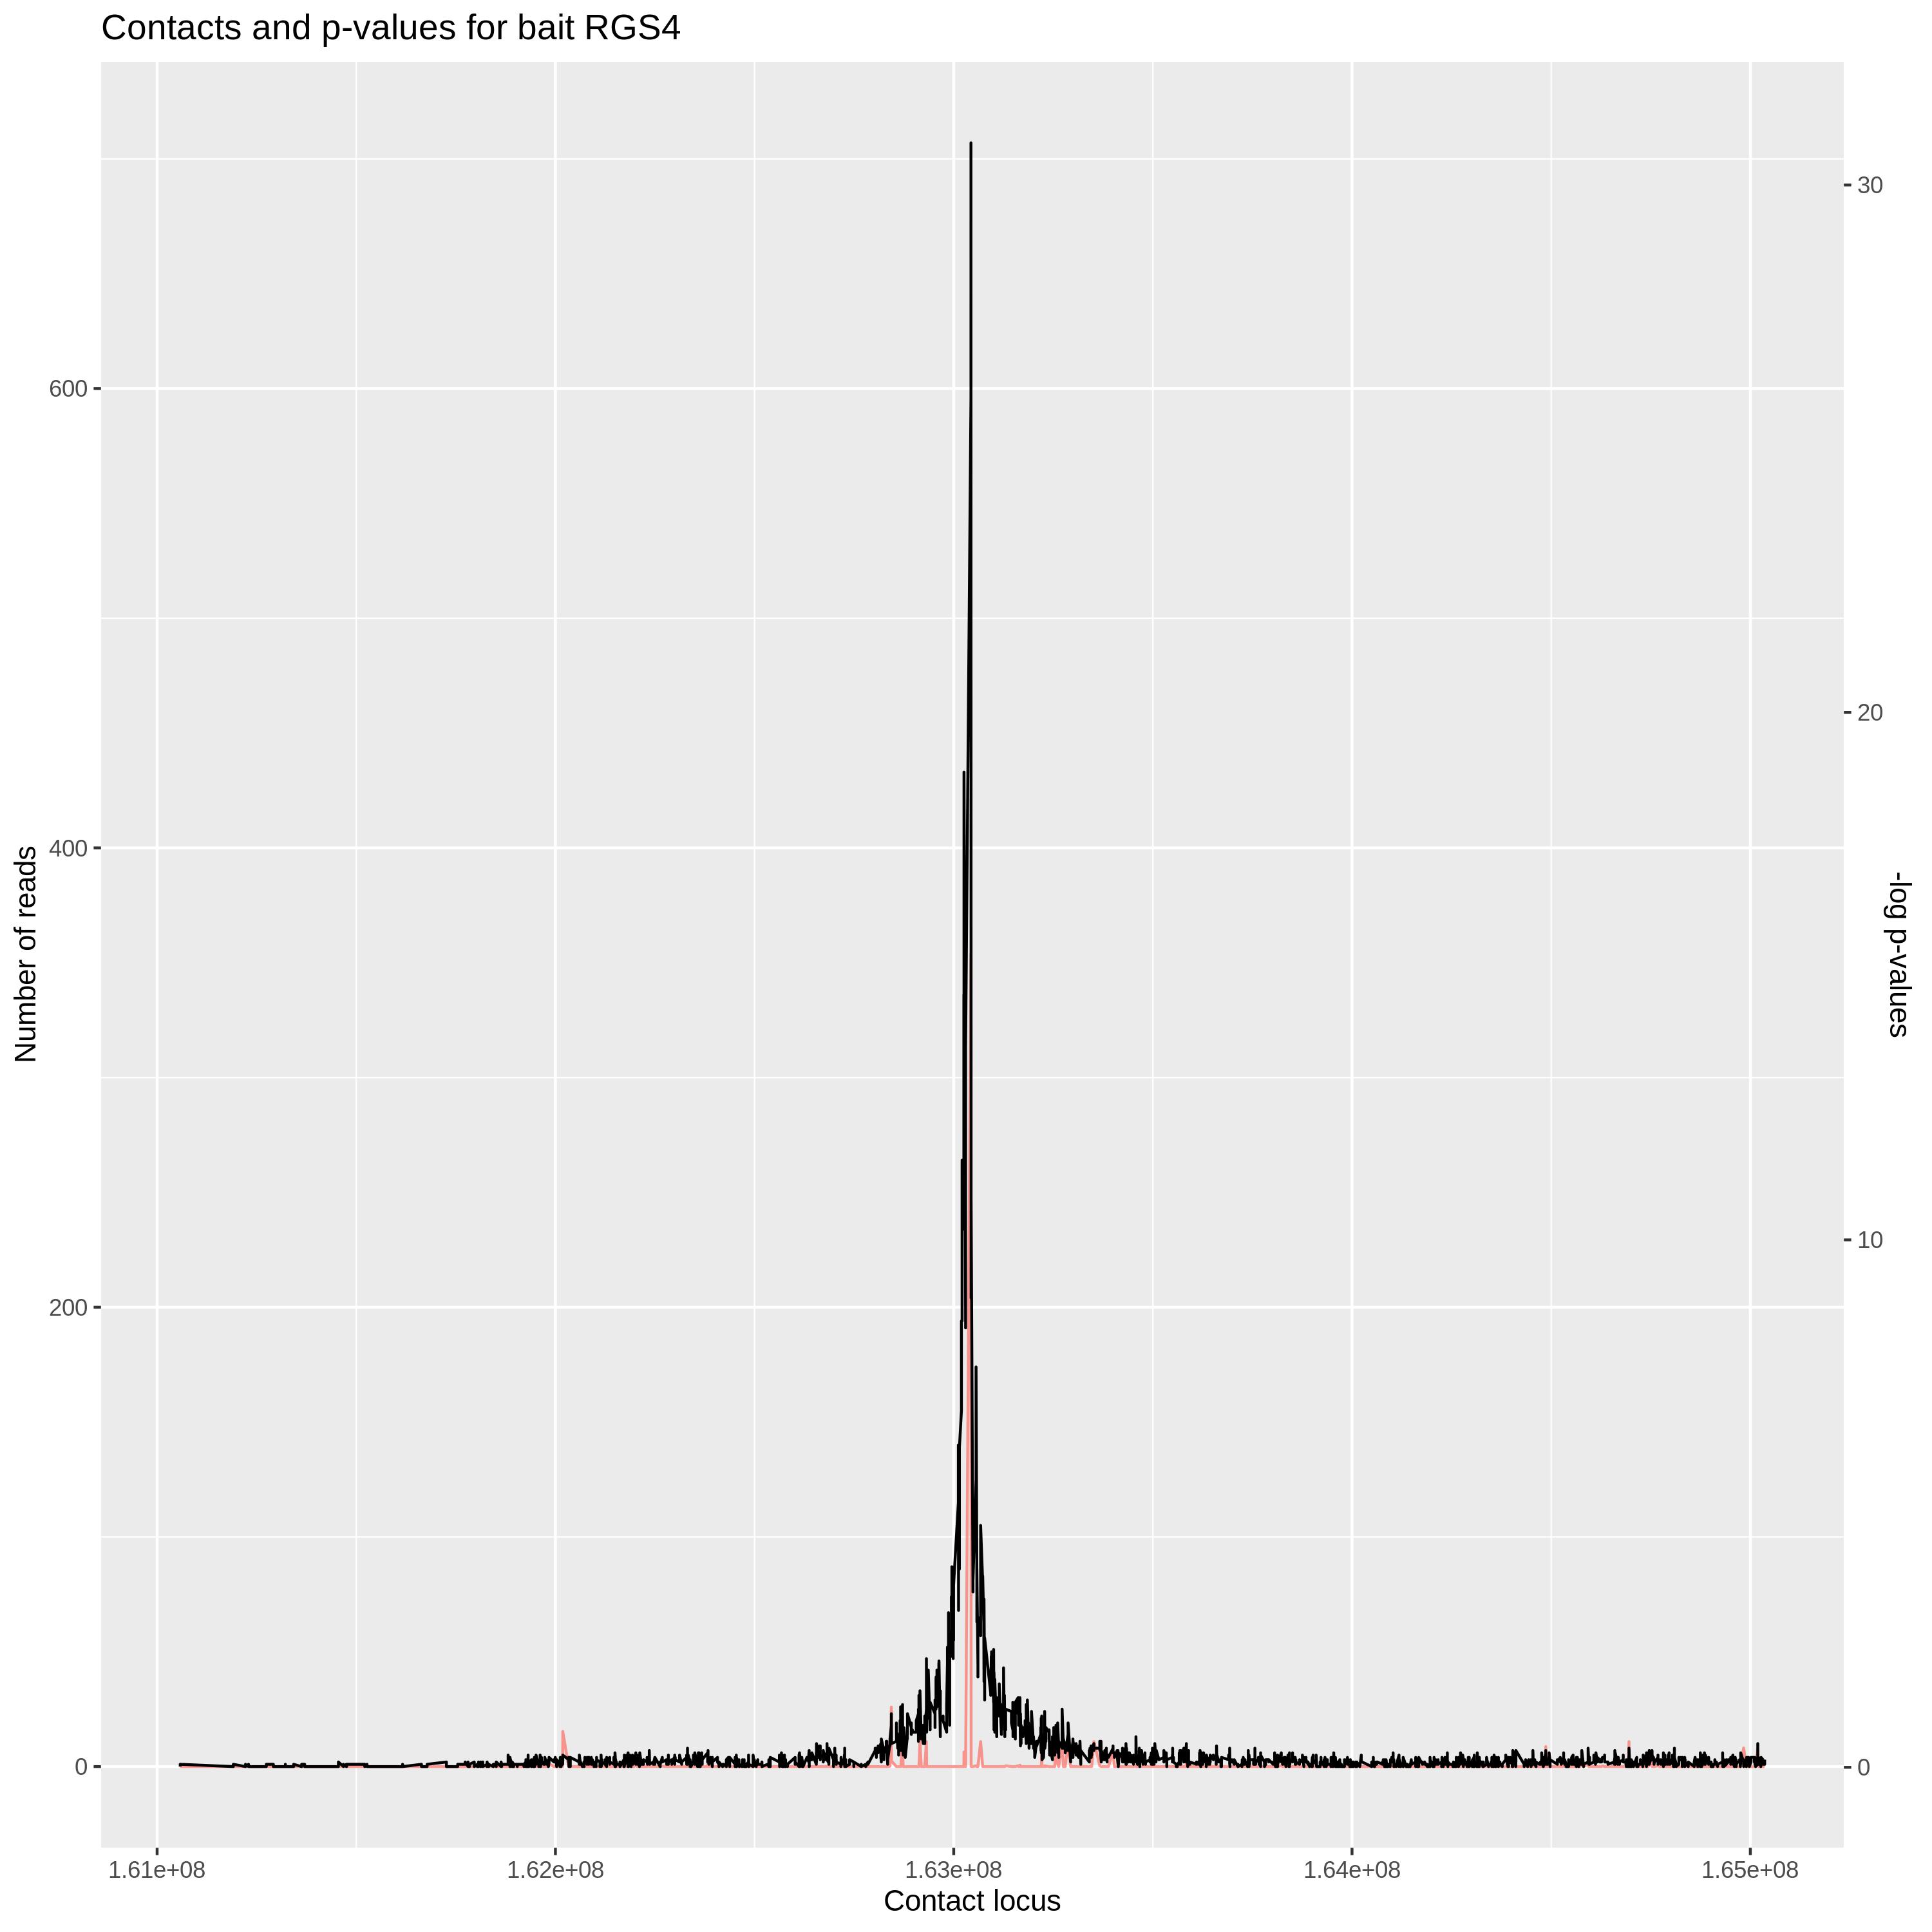 Contacts and p-values for bait RGS4
600
400
200
0
Number of reads
30
20
10
0
-log p-values
1.61e+08
1.62e+08
1.63e+08
1.64e+08
1.65e+08
Contact locus